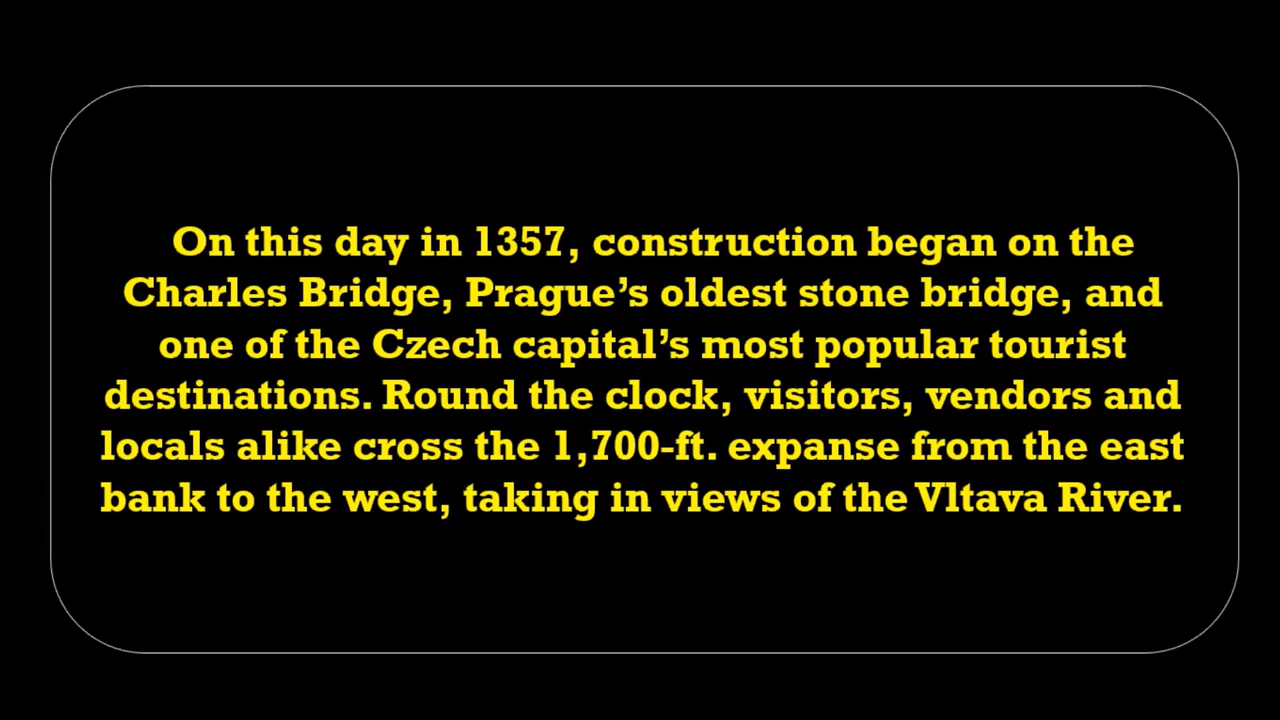 On this day in 1357, construction began on the
Charles Bridge, Prague’s oldest stone bridge, and
one of the Czech capital’s most popular tourist
destinations. Round the clock, visitors, vendors and
locals alike cross the 1,700-ft. expanse from the east
bank to the west, taking in views of the Vltava River.